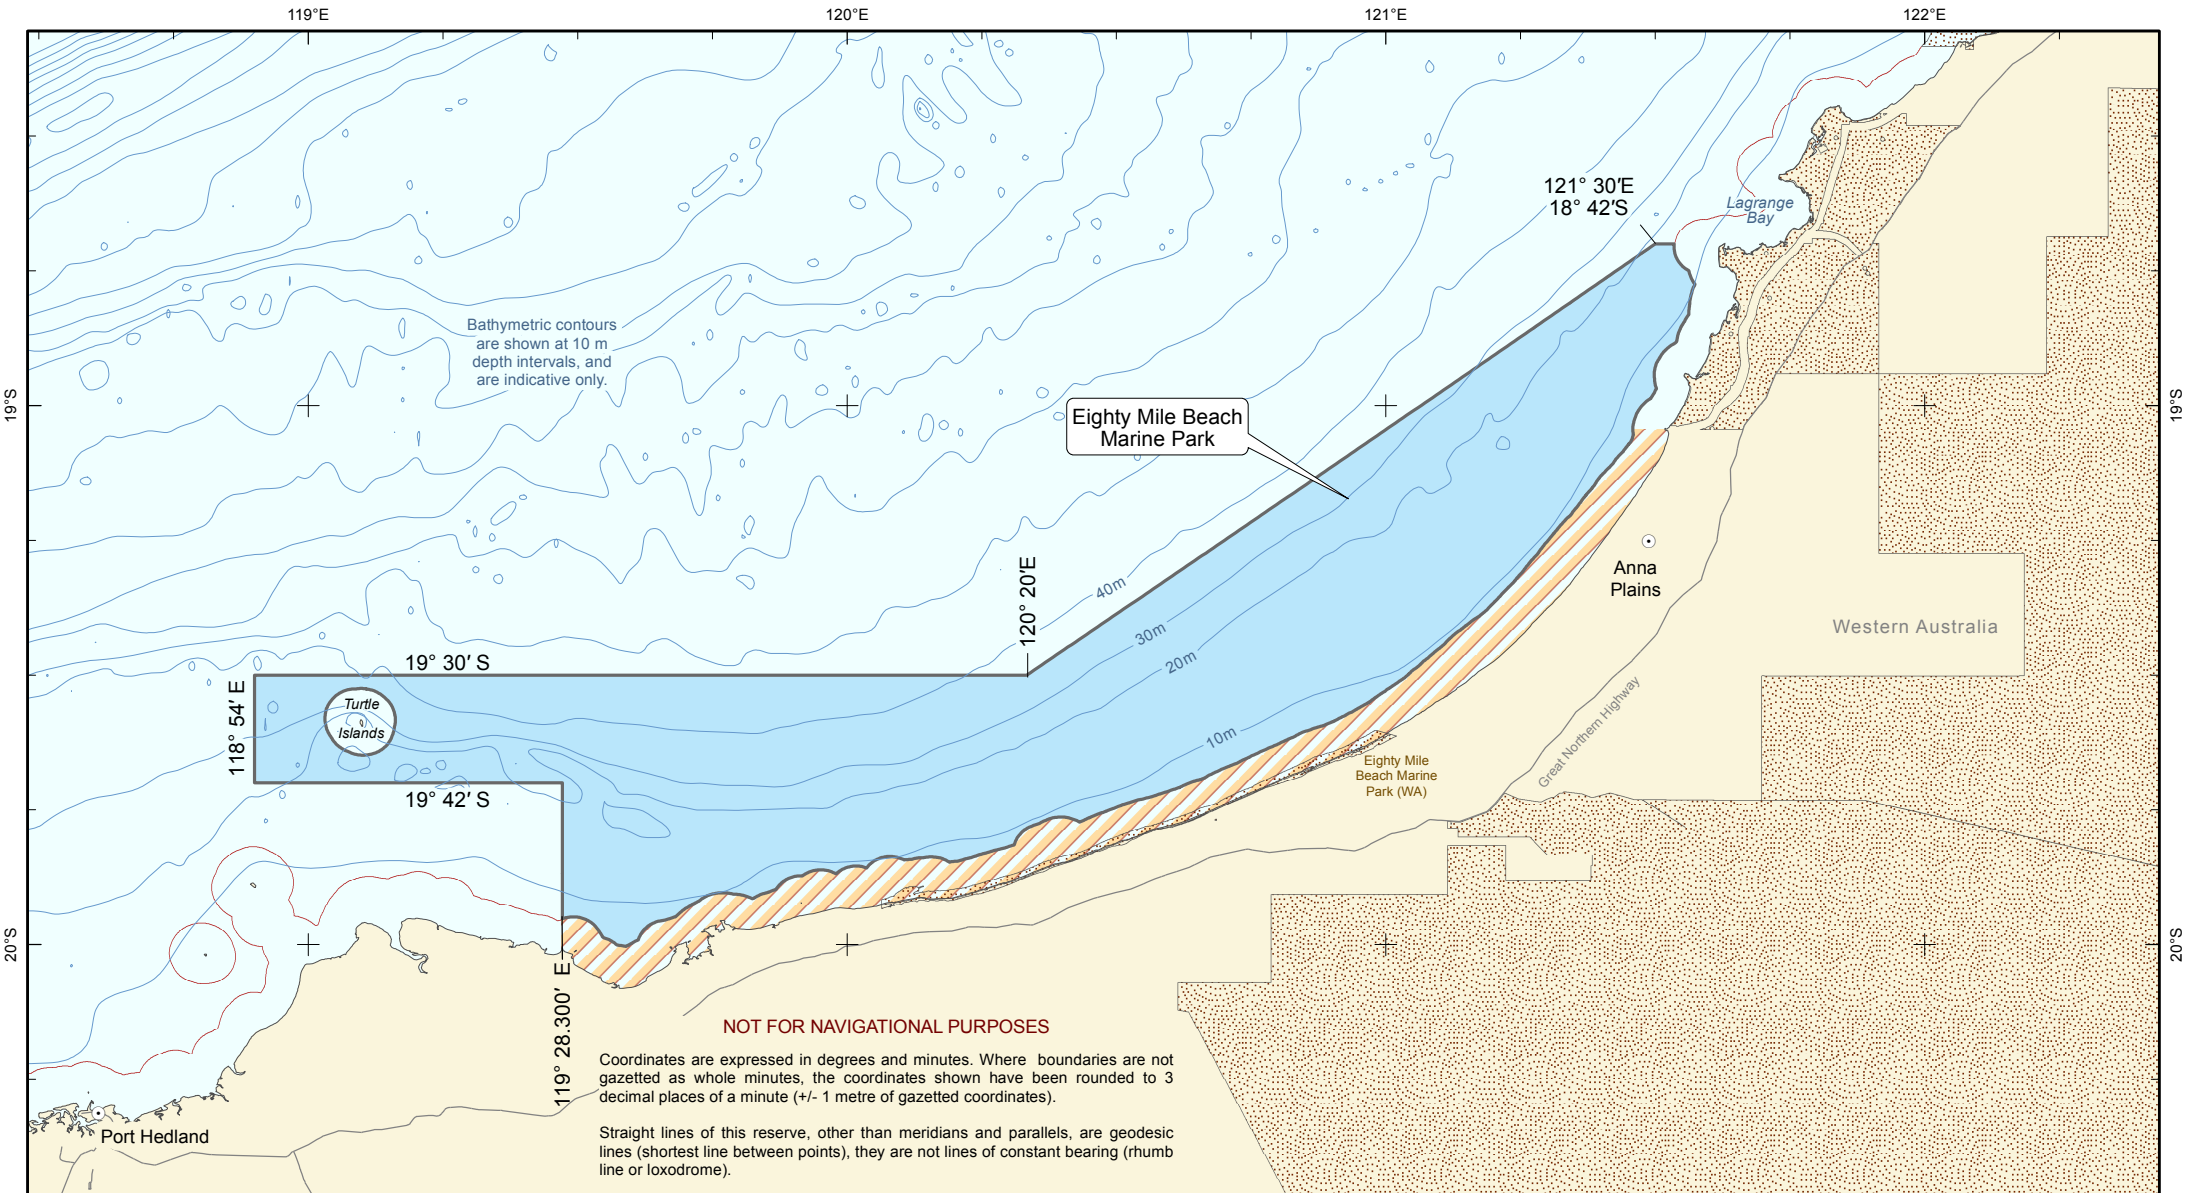 119°E
120°E
121°E
122°E
121° 30'E
18° 42'S
Lagrange
Bay
Bathymetric contours
are shown at 10 m
depth intervals, and
are indicative only.
19°S
19°S
Eighty Mile Beach
Marine Park
Anna
Plains
Western Australia
40m
30m
20m
10m
120° 20'E
19° 30' S
118° 54' E
Turtle
Islands
19° 42' S
Great Northern Highway
Eighty Mile
Beach Marine
Park (WA)
20°S
20°S
119° 28.300' E
NOT FOR NAVIGATIONAL PURPOSES
Coordinates are expressed in degrees and minutes. Where boundaries are not
gazetted as whole minutes, the coordinates shown have been rounded to 3
decimal places of a minute (+/- 1 metre of gazetted coordinates).
Straight lines of this reserve, other than meridians and parallels, are geodesic
lines (shortest line between points), they are not lines of constant bearing (rhumb
line or loxodrome).
Port Hedland